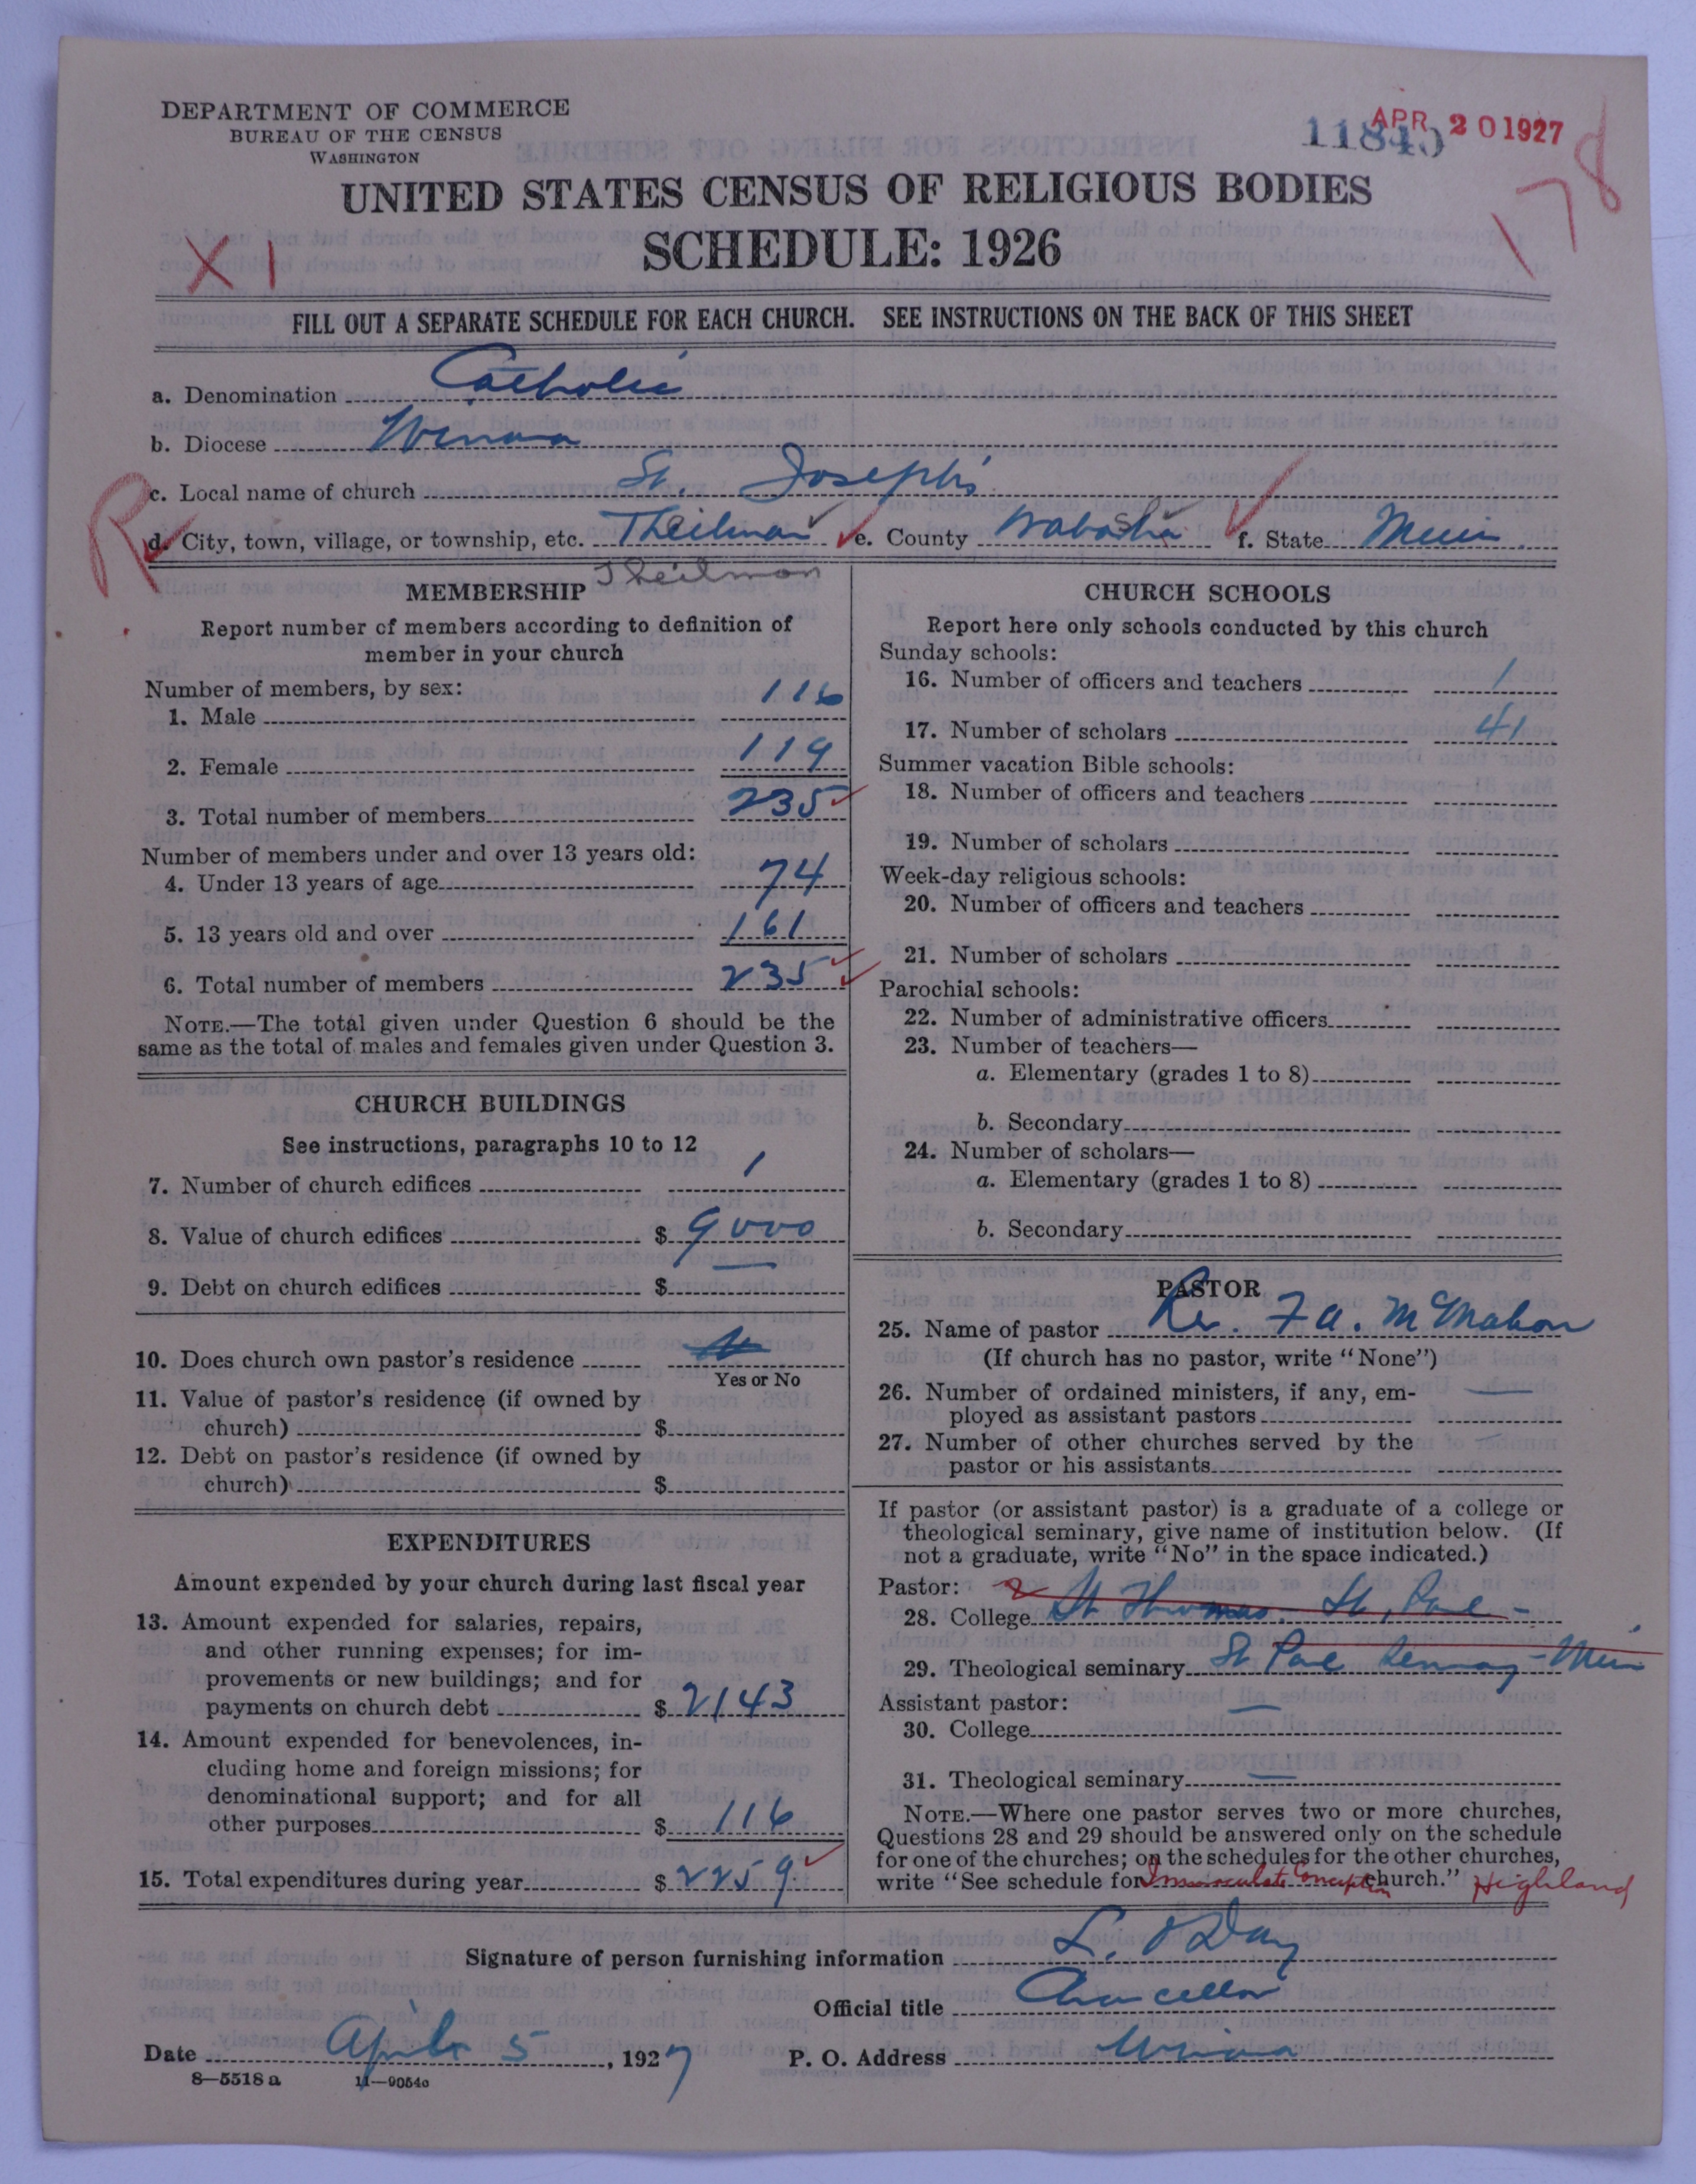 DEPARTMENT OF COMMERCE
BUREAU OF THE CENSUS
WASHINGTON
APR 20 1927
178
UNITED STATES CENSUS OF RELIGIOUS BODIES
SCHEDULE: 1926
XI
FILL OUT A SEPARATE SCHEDULE FOR EACH CHURCH. SEE INSTRUCTIONS ON THE BACK OF THIS SHEET
a. Denomination Catholic
b. Diocese Winona
c. Local name of church St. Joseph's
R
d. City, town, village, or township, etc. Theilman e. County Wabasha f. State Minn
Theilman
MEMBERSHIP
Report number of members according to definition of
member in your church
Number of members, by sex:
1. Male 116
2. Female 119
3. Total number of members 235
Number of members under and over 13 years old:
4. Under 13 years of age 74
5. 13 years old and over 161
6. Total number of members 235
NOTE.—The total given under Question 6 should be the
same as the total of males and females given under Question 3.
CHURCH BUILDINGS
See instructions, paragraphs 10 to 12
7. Number of church edifices 1
8. Value of church edifices $ 9000
9. Debt on church edifices $ —
10. Does church own pastor's residence
Yes or No
11. Value of pastor's residence (if owned by
church) $
12. Debt on pastor's residence (if owned by
church) $
EXPENDITURES
Amount expended by your church during last fiscal year
13. Amount expended for salaries, repairs,
and other running expenses; for im-
provements or new buildings; and for
payments on church debt $ 2143
14. Amount expended for benevolences, in-
cluding home and foreign missions; for
denominational support; and for all
other purposes $ 116
15. Total expenditures during year $ 2259
CHURCH SCHOOLS
Report here only schools conducted by this church
Sunday schools:
16. Number of officers and teachers 1
17. Number of scholars 41
Summer vacation Bible schools:
18. Number of officers and teachers
19. Number of scholars
Week-day religious schools:
20. Number of officers and teachers
21. Number of scholars
Parochial schools:
22. Number of administrative officers
23. Number of teachers—
a. Elementary (grades 1 to 8)
b. Secondary
24. Number of scholars—
a. Elementary (grades 1 to 8)
b. Secondary
PASTOR
25. Name of pastor Rev. F A. McMahon
(If church has no pastor, write "None")
26. Number of ordained ministers, if any, em-
ployed as assistant pastors —
27. Number of other churches served by the
pastor or his assistants —
If pastor (or assistant pastor) is a graduate of a college or
theological seminary, give name of institution below. (If
not a graduate, write "No" in the space indicated.)
Pastor:
28. College St Thomas. St. Paul -
29. Theological seminary St Paul Seminary - Minn
Assistant pastor:
30. College —
31. Theological seminary —
NOTE.—Where one pastor serves two or more churches,
Questions 28 and 29 should be answered only on the schedule
for one of the churches; on the schedules for the other churches,
write "See schedule for Immaculate Conception church." Highland
Signature of person furnishing information L. O'Day
Official title Chancellor
Date April 5, 1927 P. O. Address Winona
8—5518 a 11—9054c